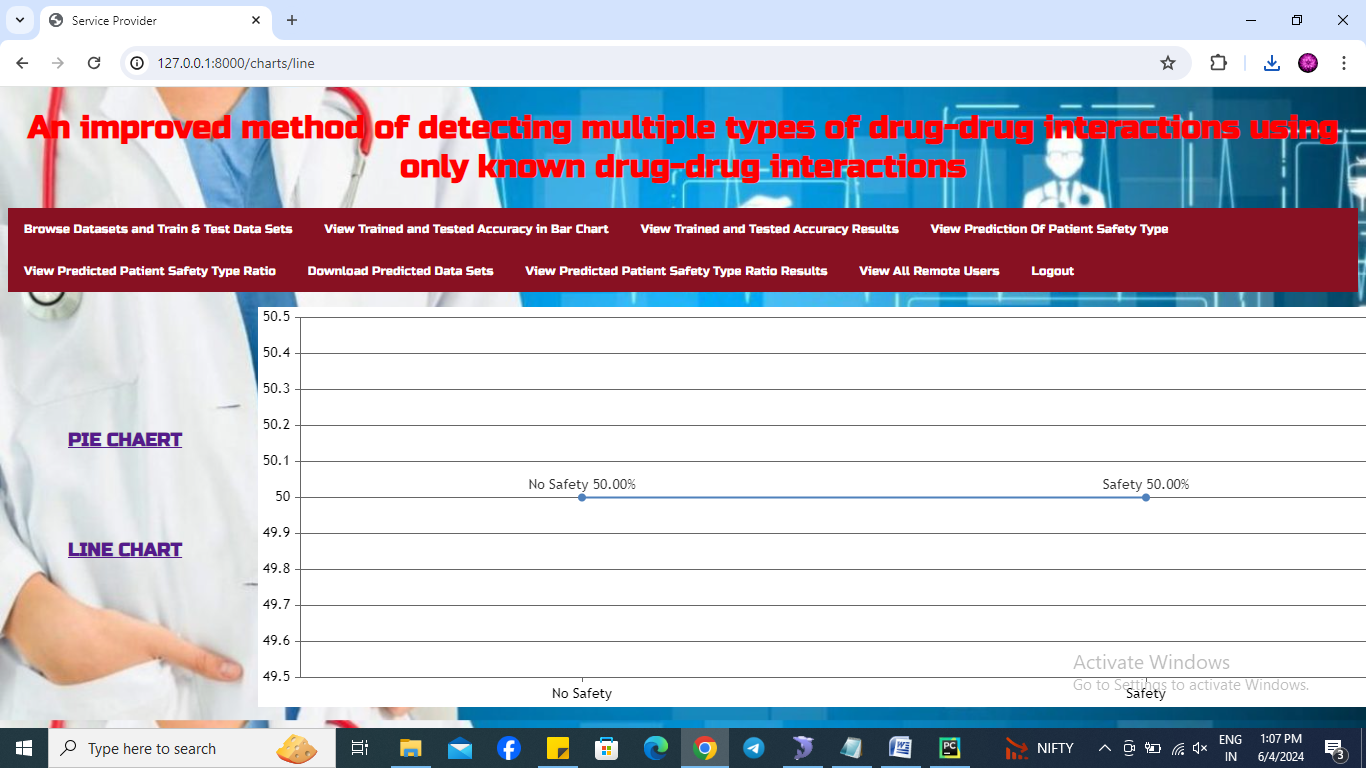 Service Provider
127.0.0.1:8000/charts/line
An improved method of detecting multiple types of drug-drug interactions using
only known drug-drug interactions
Browse Datasets and Train & Test Data Sets View Trained and Tested Accuracy in Bar Chart View Trained and Tested Accuracy Results View Prediction Of Patient Safety Type
View Predicted Patient Safety Type Ratio Download Predicted Data Sets View Predicted Patient Safety Type Ratio Results View All Remote Users Logout
PIE CHAERT
LINE CHART
50.5
50.4
50.3
50.2
50.1
50
49.9
49.8
49.7
49.6
49.5
No Safety 50.00% Safety 50.00%
No Safety Safety
Activate Windows
Go to Settings to activate Windows.
Type here to search
NIFTY
ENG
IN
1:07 PM
6/4/2024
3